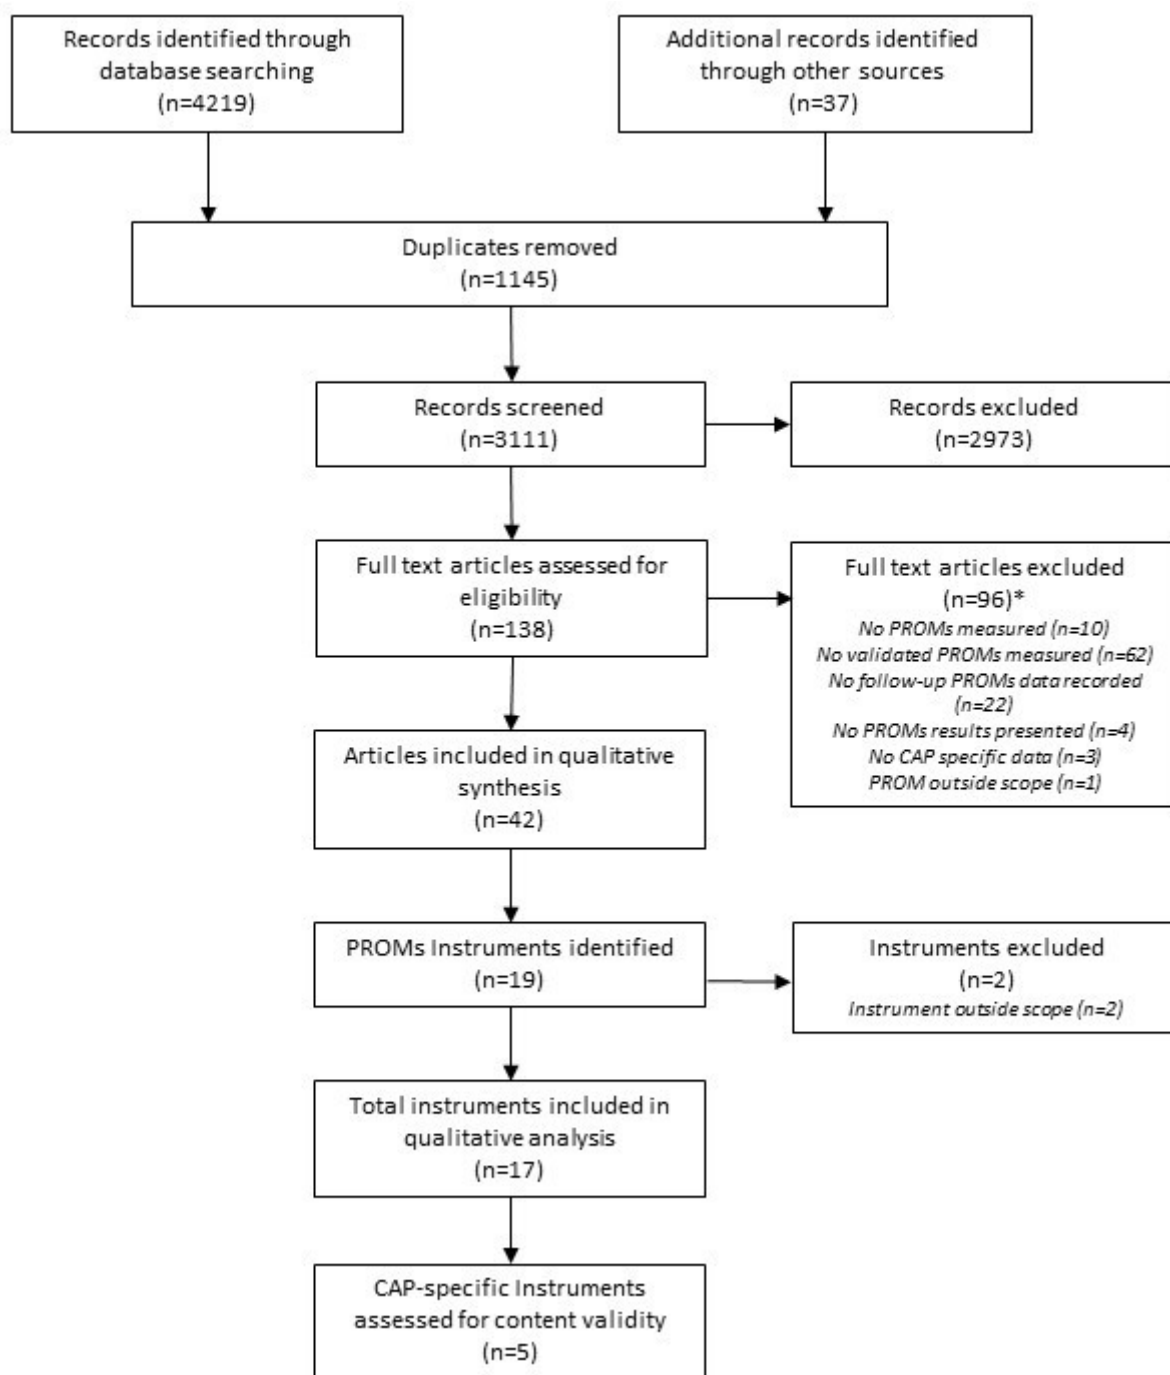 Records identified through
database searching
(n=4219)
Additional records identified
through other sources
(n=37)
Duplicates removed
(n=1145)
Records screened
(n=3111)
Records excluded
(n=2973)
Full text articles assessed for
eligibility
(n=138)
Full text articles excluded
(n=96)*
No PROMs measured (n=10)
No validated PROMs measured (n=62)
No follow-up PROMs data recorded
(n=22)
No PROMs results presented (n=4)
No CAP specific data (n=3)
PROM outside scope (n=1)
Articles included in qualitative
synthesis
(n=42)
PROMs Instruments identified
(n=19)
Instruments excluded
(n=2)
Instrument outside scope (n=2)
Total instruments included in
qualitative analysis
(n=17)
CAP-specific Instruments
assessed for content validity
(n=5)